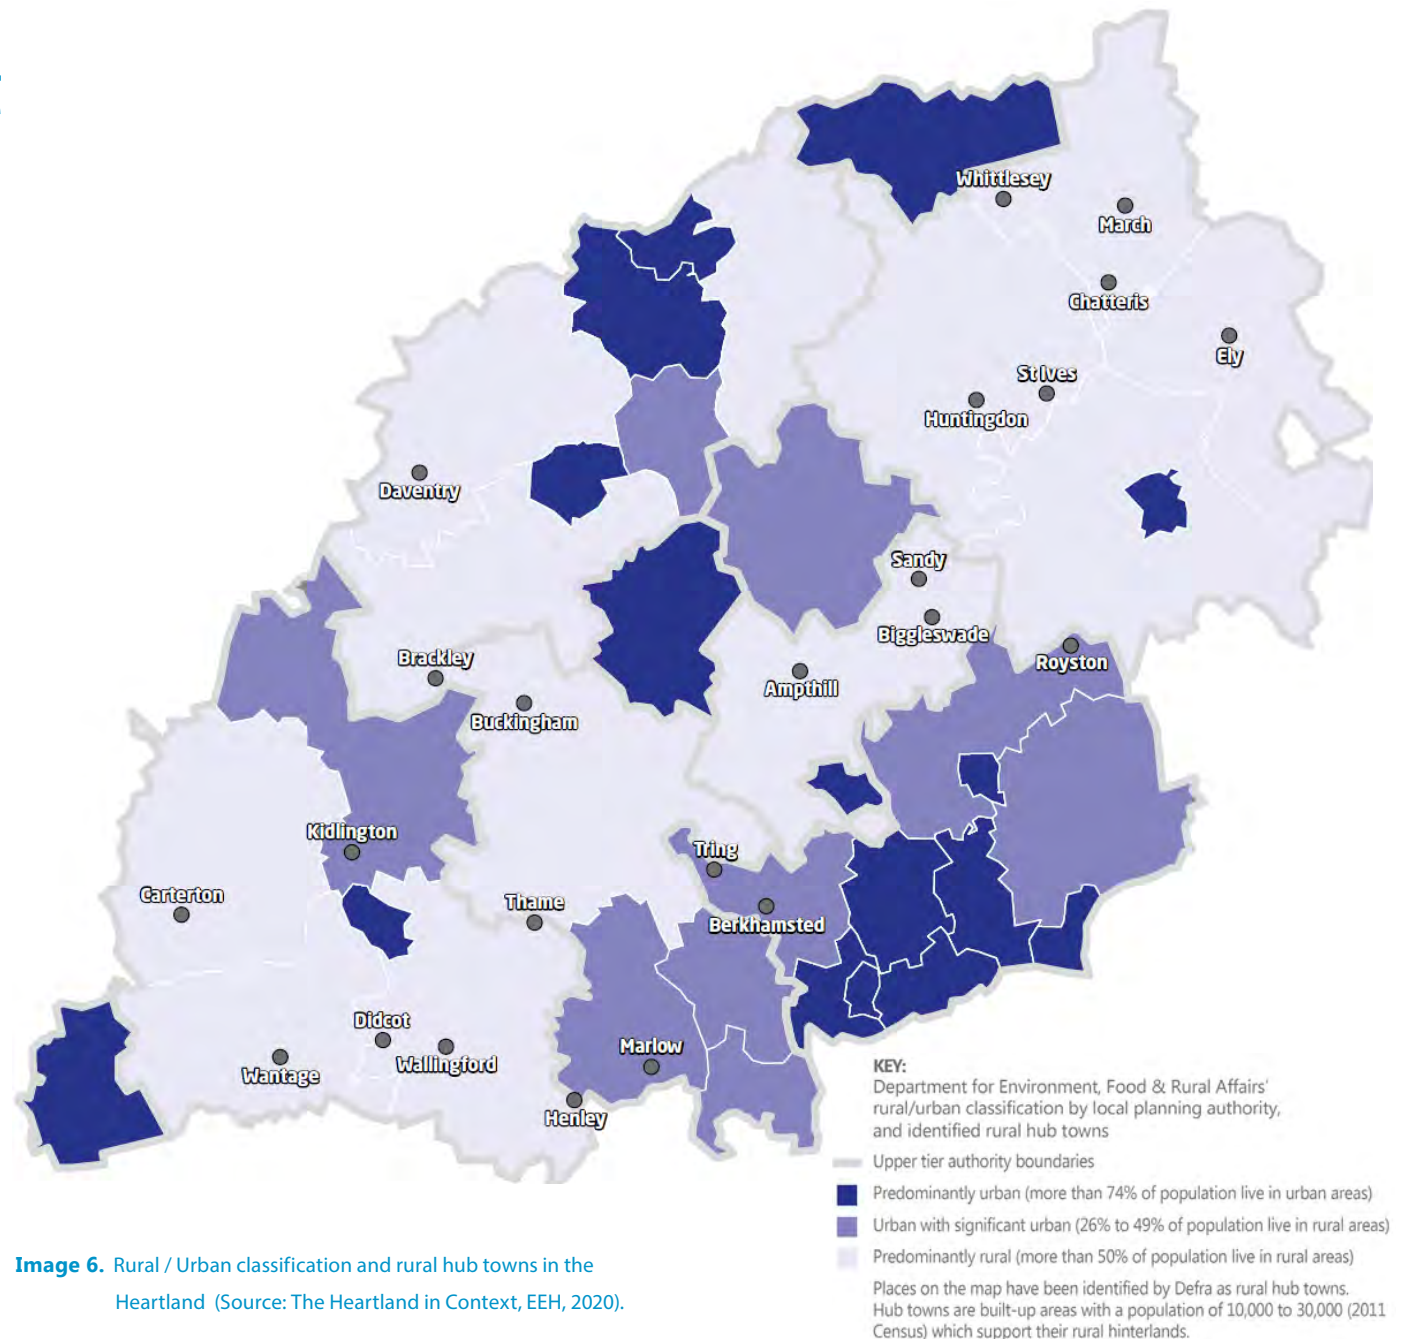 Whittlesey
March
Chatteris
Ely
St Ives
Huntingdon
Daventry
Sandy
Biggleswade
Royston
Brackley
Ampthill
Buckingham
Kidlington
Tring
Carterton
Thame
Berkhamsted
Didcot
Wallingford
Marlow
Wantage
Henley
KEY:
Department for Environment, Food & Rural Affairs'
rural/urban classification by local planning authority,
and identified rural hub towns
Upper tier authority boundaries
Predominantly urban (more than 74% of population live in urban areas)
Urban with significant urban (26% to 49% of population live in rural areas)
Predominantly rural (more than 50% of population live in rural areas)
Places on the map have been identified by Defra as rural hub towns.
Hub towns are built-up areas with a population of 10,000 to 30,000 (2011
Census) which support their rural hinterlands.
Image 6. Rural / Urban classification and rural hub towns in the
Heartland (Source: The Heartland in Context, EEH, 2020).